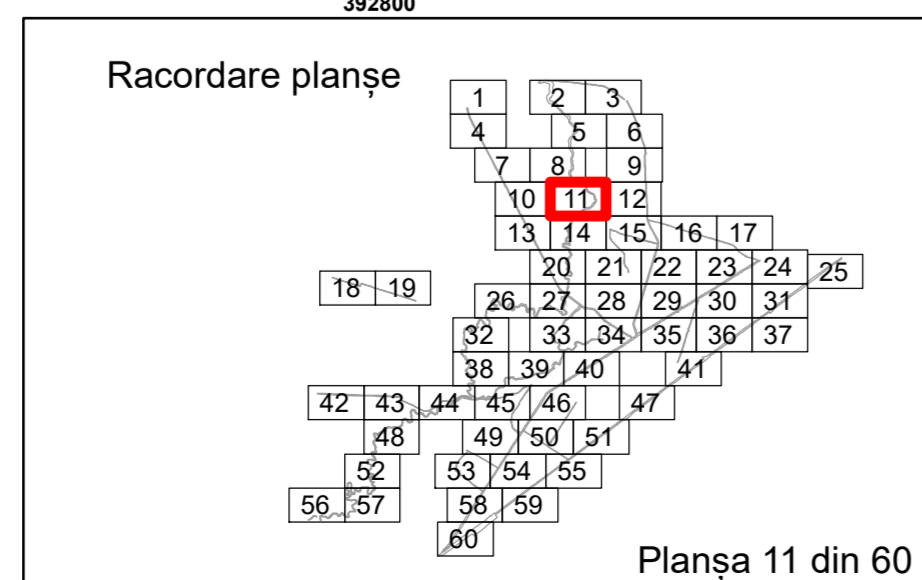 392800
Racordare planșe
1 2 3
4 5 6
7 8 9
10 11 12
13 14 15 16 17
20 21 22 23 24 25
18 19
26 27 28 29 30 31
32 33 34 35 36 37
38 39 40 41
42 43 44 45 46 47
48 49 50 51
52 53 54 55
56 57 58 59
60
Planșa 11 din 60